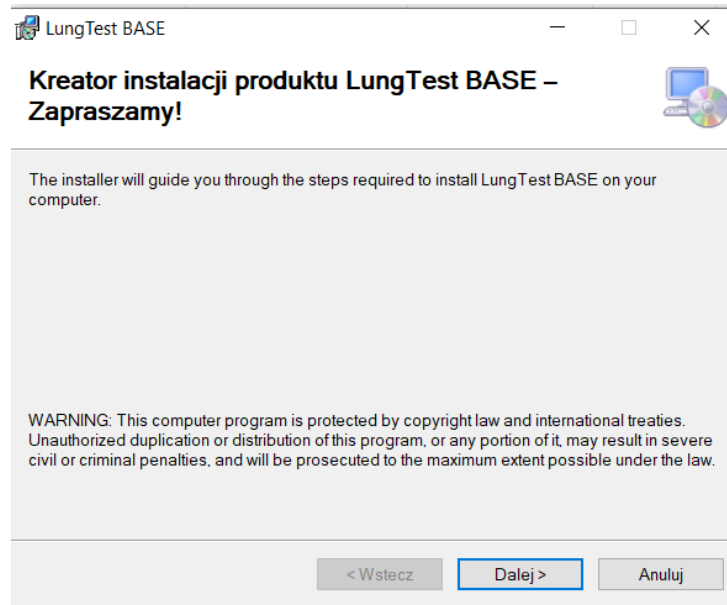 LungTest BASE
Kreator instalacji produktu LungTest BASE –
Zapraszamy!
The installer will guide you through the steps required to install LungTest BASE on your
computer.
WARNING: This computer program is protected by copyright law and international treaties.
Unauthorized duplication or distribution of this program, or any portion of it, may result in severe
civil or criminal penalties, and will be prosecuted to the maximum extent possible under the law.
< Wstecz Dalej > Anuluj